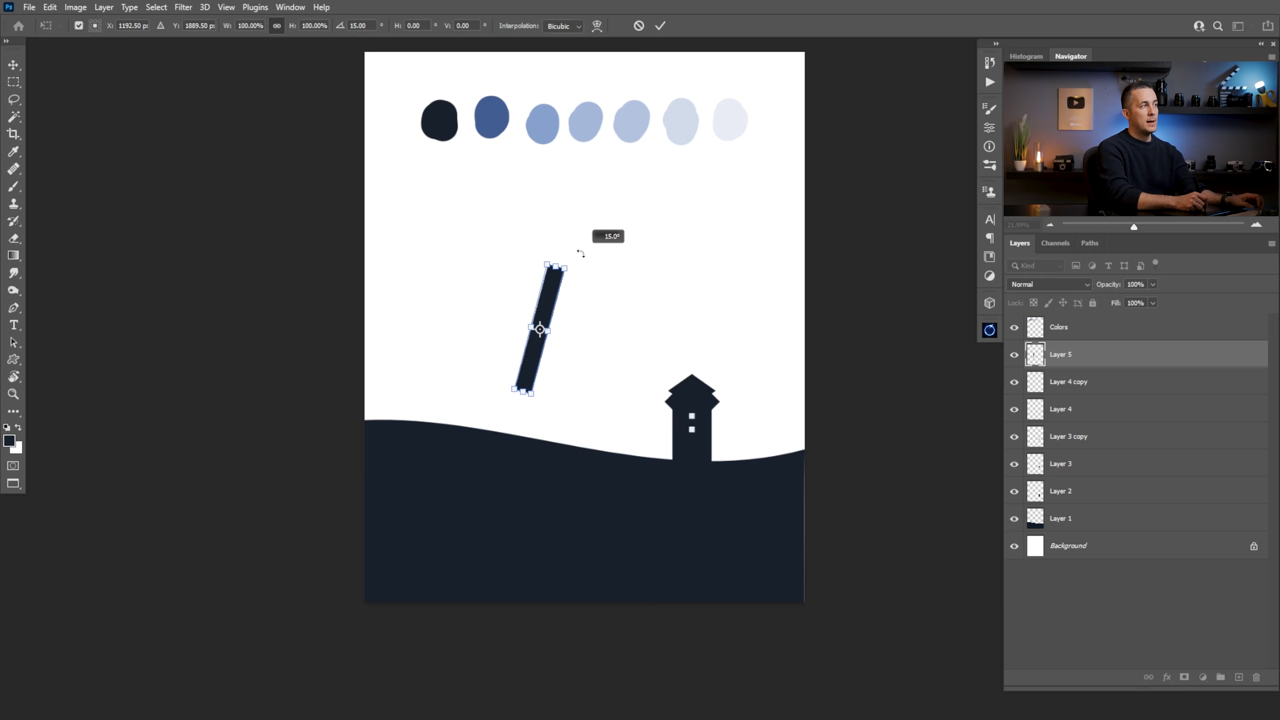 Ps File Edit Image Layer Type Select Filter 3D View Plugins Window Help
X: 1192.50 px Y: 1889.50 px W: 100.00% H: 100.00% 15.00 ° H: 0.00 ° V: 0.00 ° Interpolation: Bicubic
Histogram Navigator
15.0°
21.99%
Layers Channels Paths
Kind
Normal Opacity: 100%
Lock: Fill: 100%
Colors
Layer 5
Layer 4 copy
Layer 4
Layer 3 copy
Layer 3
Layer 2
Layer 1
Background